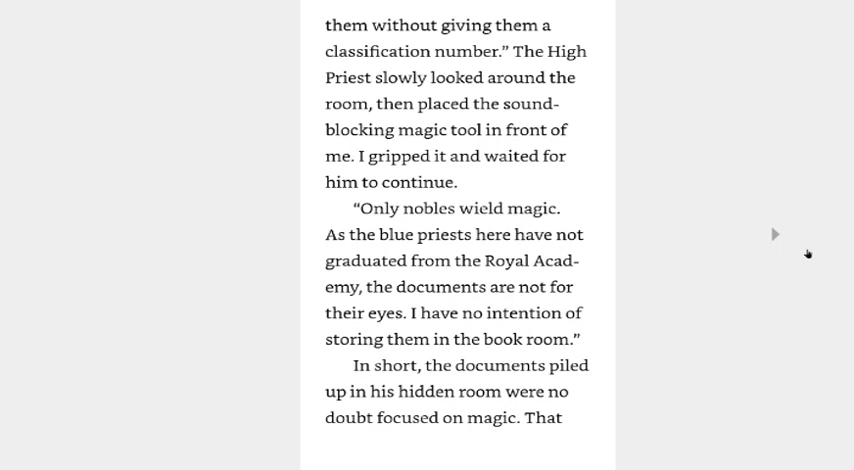 them without giving them a
classification number.” The High
Priest slowly looked around the
room, then placed the sound-
blocking magic tool in front of
me. I gripped it and waited for
him to continue.
“Only nobles wield magic.
As the blue priests here have not
graduated from the Royal Acad-
emy, the documents are not for
their eyes. I have no intention of
storing them in the book room.”
In short, the documents piled
up in his hidden room were no
doubt focused on magic. That